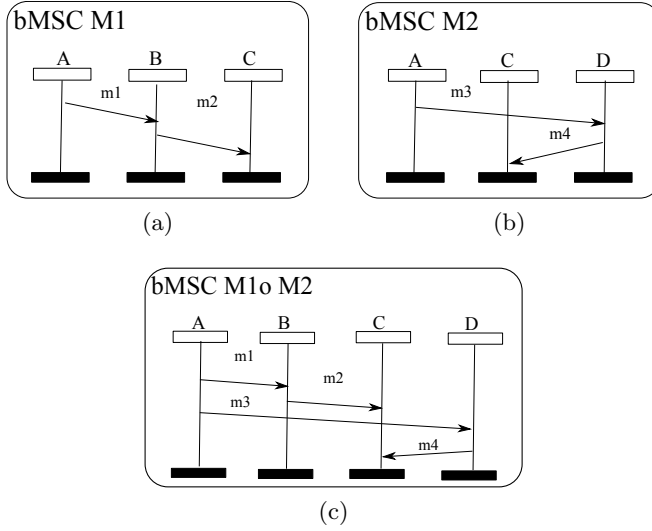 bMSC M1
A B C
m1 m2
(a)
bMSC M2
A C D
m3
m4
(b)
bMSC M1o M2
A B C D
m1
m2
m3
m4
(c)